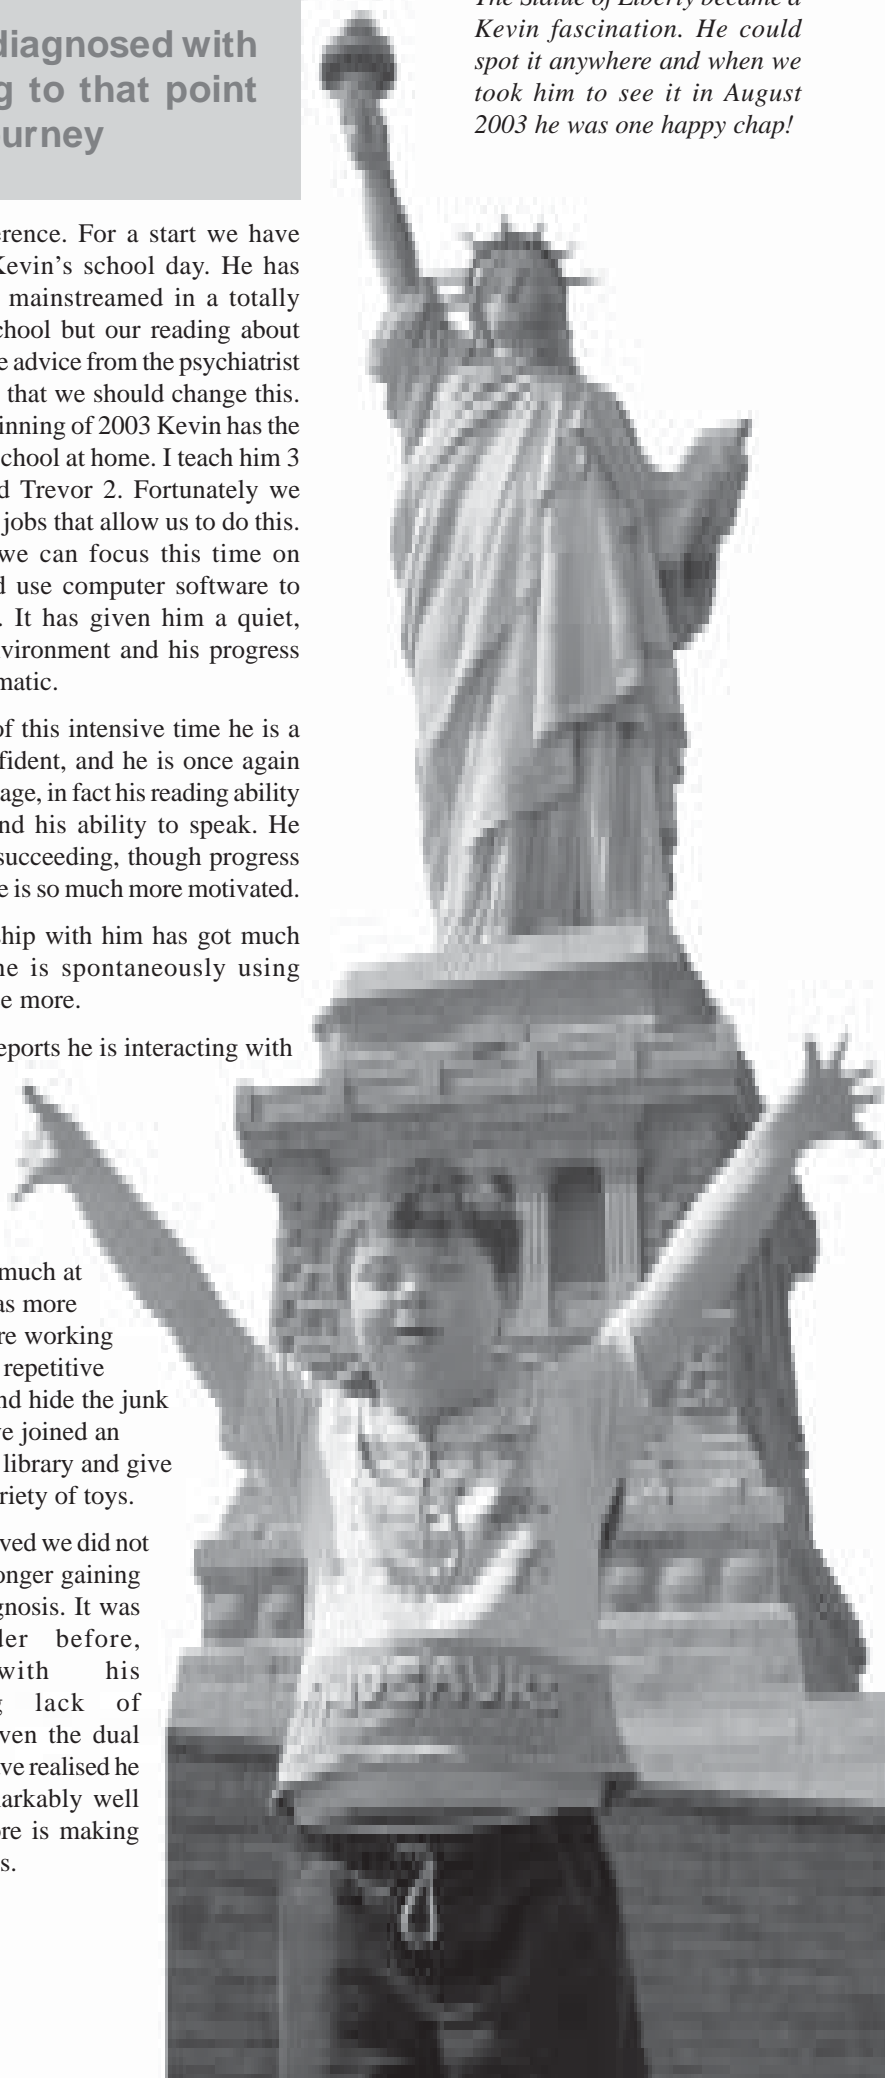 diagnosed with
g to that point
urney
The Statue of Liberty became a
Kevin fascination. He could
spot it anywhere and when we
took him to see it in August
2003 he was one happy chap!
erence. For a start we have
Kevin's school day. He has
mainstreamed in a totally
chool but our reading about
e advice from the psychiatrist
that we should change this.
inning of 2003 Kevin has the
chool at home. I teach him 3
d Trevor 2. Fortunately we
jobs that allow us to do this.
we can focus this time on
d use computer software to
. It has given him a quiet,
vironment and his progress
matic.
of this intensive time he is a
fident, and he is once again
age, in fact his reading ability
nd his ability to speak. He
succeeding, though progress
e is so much more motivated.
ship with him has got much
he is spontaneously using
e more.
eports he is interacting with
much at
as more
re working
repetitive
nd hide the junk
ve joined an
library and give
riety of toys.
ved we did not
onger gaining
gnosis. It was
der before,
with his
g lack of
ven the dual
ve realised he
markably well
ore is making
s.